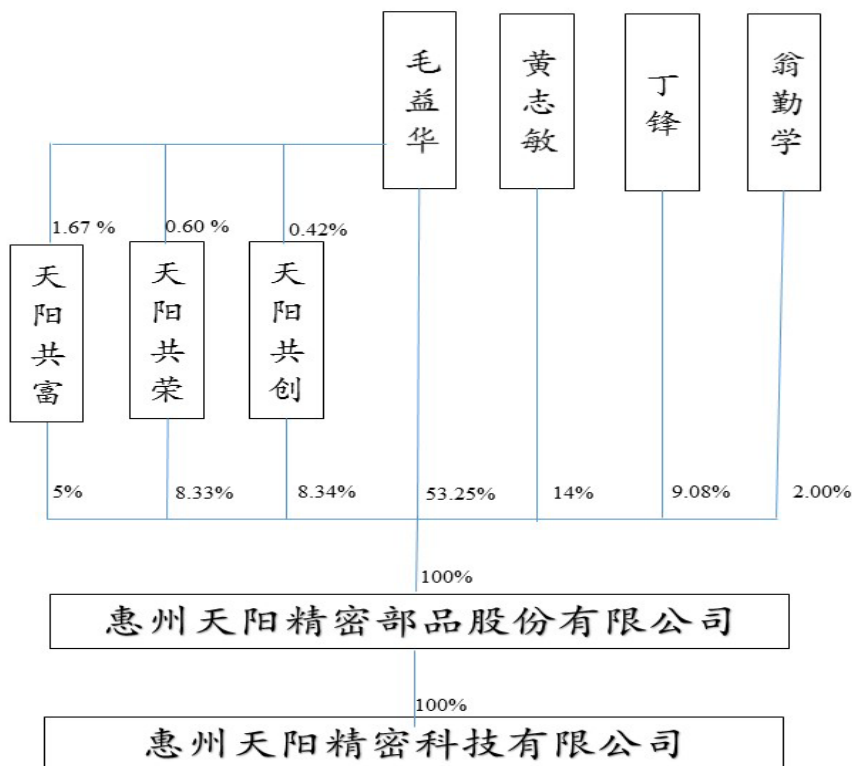 毛益华
黄志敏
丁锋
翁勤学
1.67 %
0.60 %
0.42%
天阳共富
天阳共荣
天阳共创
5%
8.33%
8.34%
53.25%
14%
9.08%
2.00%
100%
惠州天阳精密部品股份有限公司
100%
惠州天阳精密科技有限公司